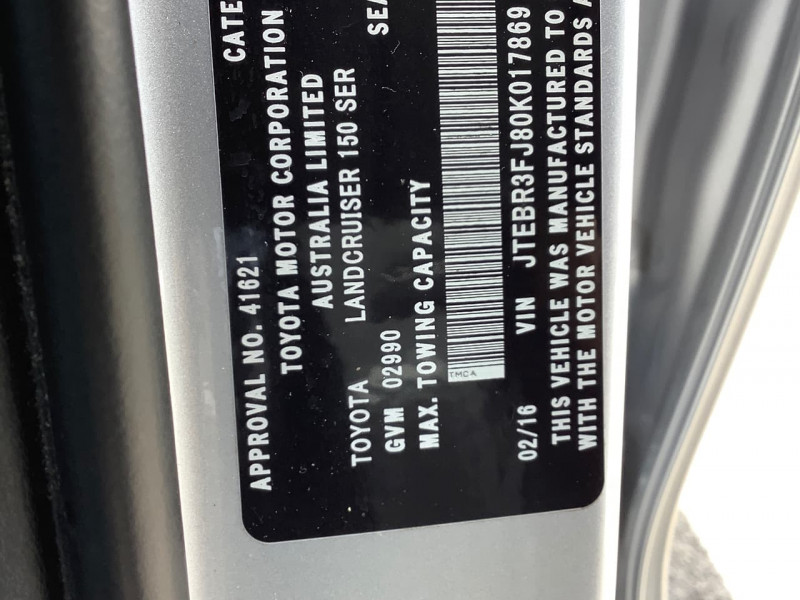 APPROVAL NO. 41621 CATE
TOYOTA MOTOR CORPORATION
AUSTRALIA LIMITED
TOYOTA LANDCRUISER 150 SER
GVM 02990 SEA
MAX. TOWING CAPACITY
TMCA
02/16 VIN JTEBR3FJ80K017869
THIS VEHICLE WAS MANUFACTURED TO
WITH THE MOTOR VEHICLE STANDARDS A